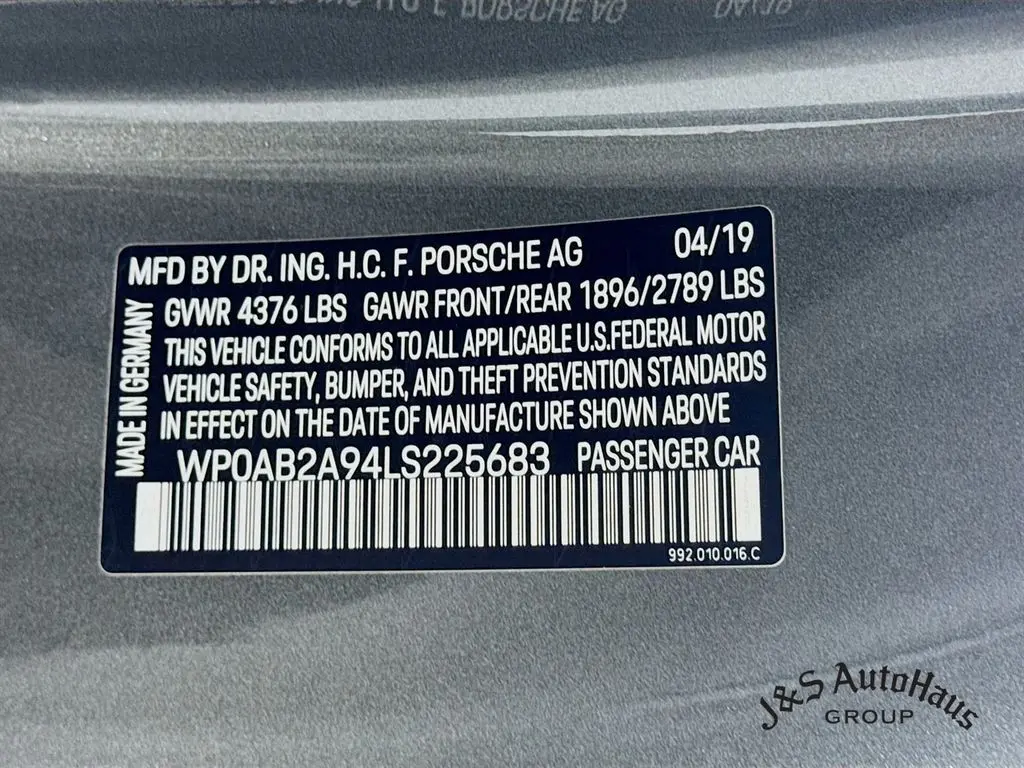 PORSCHE AG
MFD BY DR. ING. H.C. F. PORSCHE AG 04/19
GVWR 4376 LBS GAWR FRONT/REAR 1896/2789 LBS
THIS VEHICLE CONFORMS TO ALL APPLICABLE U.S.FEDERAL MOTOR
VEHICLE SAFETY, BUMPER, AND THEFT PREVENTION STANDARDS
IN EFFECT ON THE DATE OF MANUFACTURE SHOWN ABOVE
MADE IN GERMANY
WP0AB2A94LS225683 PASSENGER CAR
992.010.016.C
J&S AutoHaus
GROUP